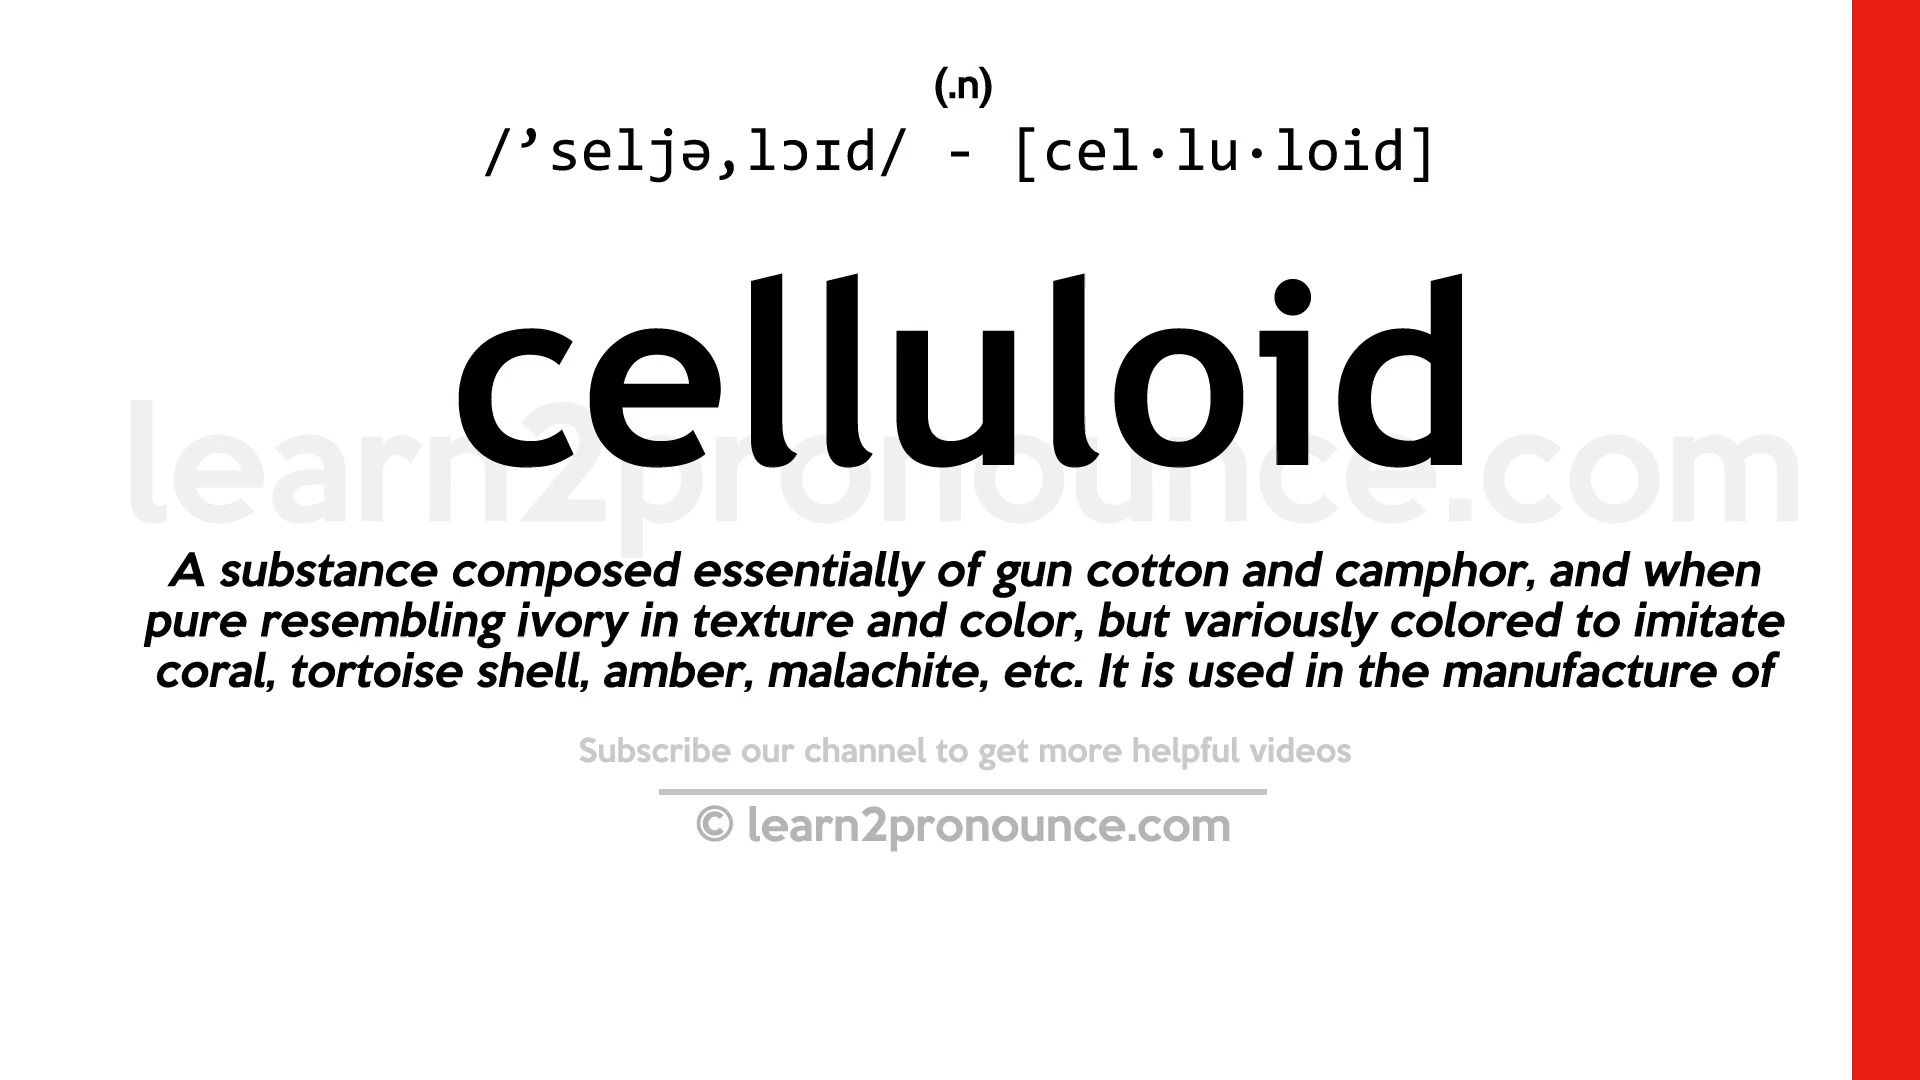 (.n)
/’seljə,lɔɪd/ - [cel·lu·loid]
celluloid
learn2pronounce.com
A substance composed essentially of gun cotton and camphor, and when
pure resembling ivory in texture and color, but variously colored to imitate
coral, tortoise shell, amber, malachite, etc. It is used in the manufacture of
Subscribe our channel to get more helpful videos
© learn2pronounce.com